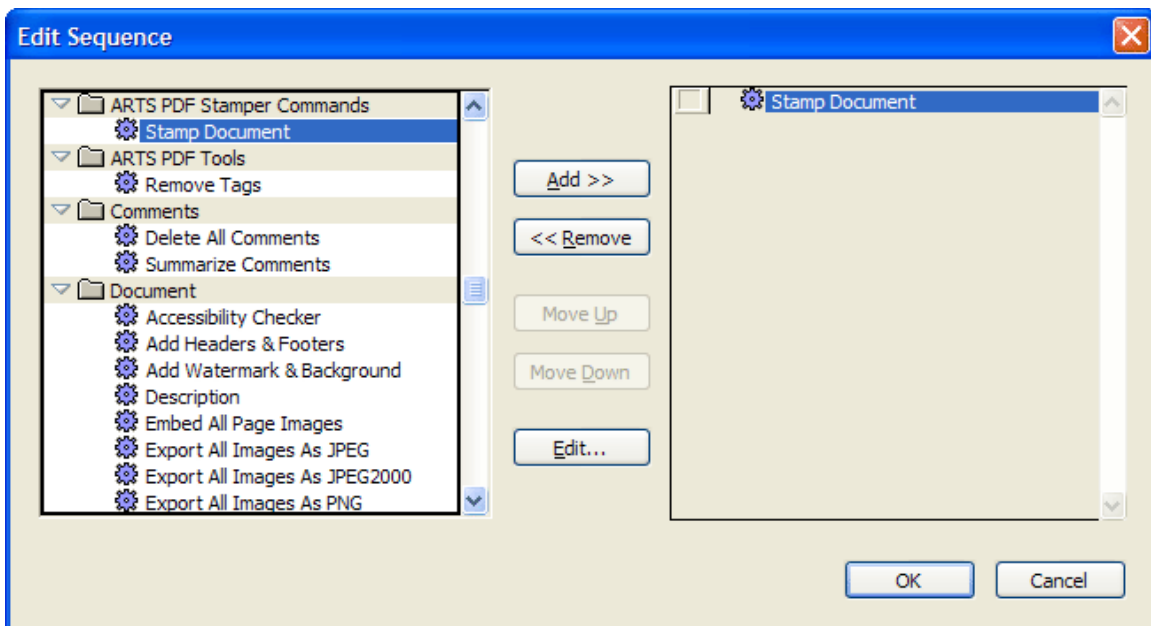 Edit Sequence
ARTS PDF Stamper Commands
Stamp Document
ARTS PDF Tools
Remove Tags
Comments
Delete All Comments
Summarize Comments
Document
Accessibility Checker
Add Headers & Footers
Add Watermark & Background
Description
Embed All Page Images
Export All Images As JPEG
Export All Images As JPEG2000
Export All Images As PNG
Add >>
<< Remove
Move Up
Move Down
Edit...
Stamp Document
OK
Cancel